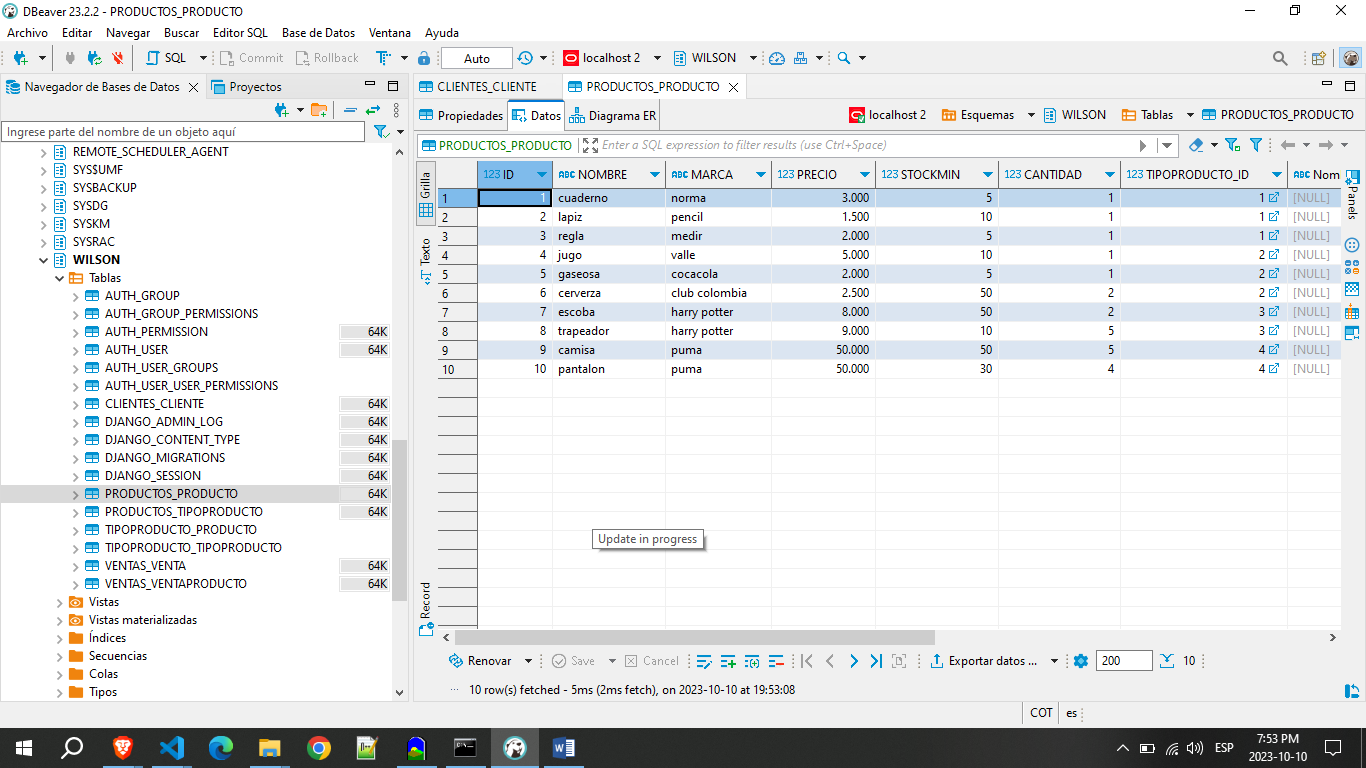 DBeaver 23.2.2 - PRODUCTOS_PRODUCTO
Archivo Editar Navegar Buscar Editor SQL Base de Datos Ventana Ayuda
SQL Commit Rollback Auto localhost 2 WILSON
Navegador de Bases de Datos Proyectos
Ingrese parte del nombre de un objeto aquí
REMOTE_SCHEDULER_AGENT
SYS$UMF
SYSBACKUP
SYSDG
SYSKM
SYSRAC
WILSON
Tablas
AUTH_GROUP
AUTH_GROUP_PERMISSIONS
AUTH_PERMISSION 64K
AUTH_USER 64K
AUTH_USER_GROUPS
AUTH_USER_USER_PERMISSIONS
CLIENTES_CLIENTE 64K
DJANGO_ADMIN_LOG 64K
DJANGO_CONTENT_TYPE 64K
DJANGO_MIGRATIONS 64K
DJANGO_SESSION 64K
PRODUCTOS_PRODUCTO 64K
PRODUCTOS_TIPOPRODUCTO 64K
TIPOPRODUCTO_PRODUCTO
TIPOPRODUCTO_TIPOPRODUCTO
VENTAS_VENTA 64K
VENTAS_VENTAPRODUCTO 64K
Vistas
Vistas materializadas
Índices
Secuencias
Colas
Tipos
CLIENTES_CLIENTE PRODUCTOS_PRODUCTO
Propiedades Datos Diagrama ER localhost 2 Esquemas WILSON Tablas PRODUCTOS_PRODUCTO
PRODUCTOS_PRODUCTO Enter a SQL expression to filter results (use Ctrl+Space)
Grilla
Texto
Record
123 ID ABC NOMBRE ABC MARCA 123 PRECIO 123 STOCKMIN 123 CANTIDAD 123 TIPOPRODUCTO_ID ABC Nom
1 1 cuaderno norma 3.000 5 1 1 [NULL]
2 2 lapiz pencil 1.500 10 1 1 [NULL]
3 3 regla medir 2.000 5 1 1 [NULL]
4 4 jugo valle 5.000 10 1 2 [NULL]
5 5 gaseosa cocacola 2.000 5 1 2 [NULL]
6 6 cerverza club colombia 2.500 50 2 2 [NULL]
7 7 escoba harry potter 8.000 50 2 3 [NULL]
8 8 trapeador harry potter 9.000 10 5 3 [NULL]
9 9 camisa puma 50.000 50 5 4 [NULL]
10 10 pantalon puma 50.000 30 4 4 [NULL]
Panels
Update in progress
Renovar Save Cancel Exportar datos ... 200 10
10 row(s) fetched - 5ms (2ms fetch), on 2023-10-10 at 19:53:08
COT es
ESP 7:53 PM
2023-10-10